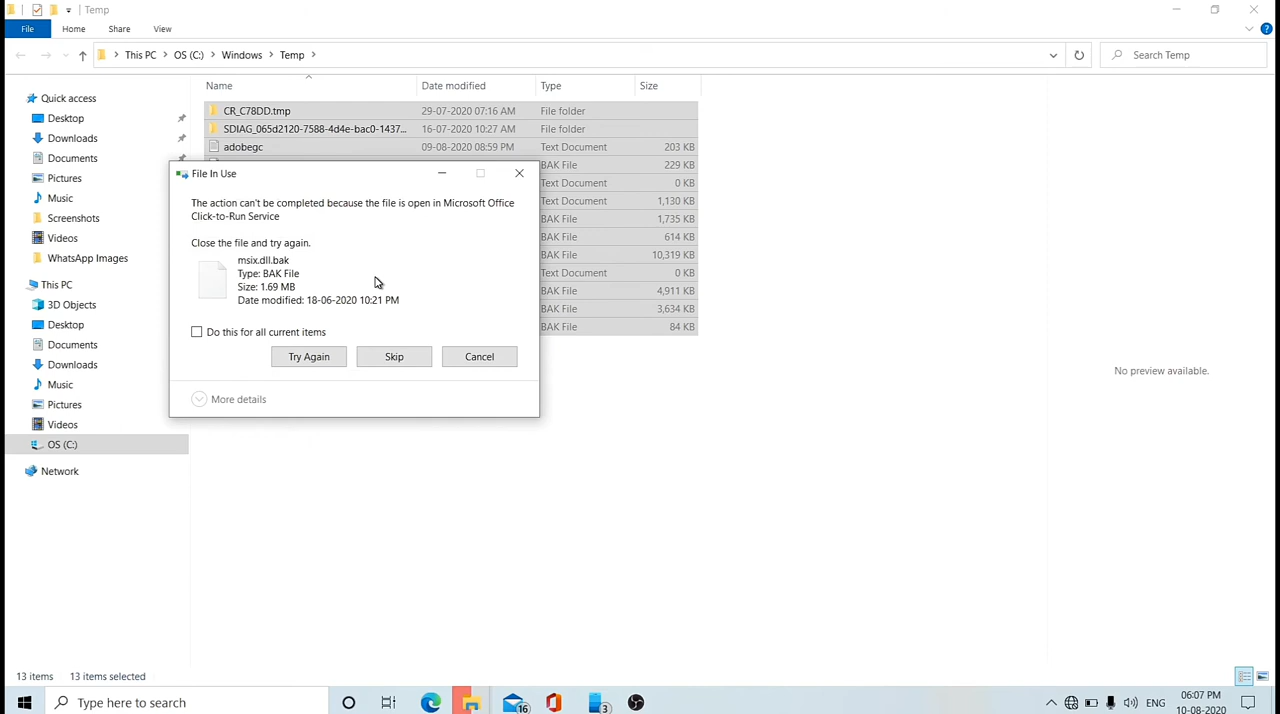 Temp
File
Home
Share
View
This PC
OS (C:)
Windows
Temp
Search Temp
Name
Date modified
Type
Size
Quick access
Desktop
Downloads
Documents
Pictures
Music
Screenshots
Videos
WhatsApp Images
This PC
3D Objects
Desktop
Documents
Downloads
Music
Pictures
Videos
OS (C:)
Network
CR_C78DD.tmp 29-07-2020 07:16 AM File folder
SDIAG_065d2120-7588-4d4e-bac0-1437... 16-07-2020 10:27 AM File folder
adobegc 09-08-2020 08:59 PM Text Document 203 KB
BAK File 229 KB
Text Document 0 KB
Text Document 1,130 KB
BAK File 1,735 KB
BAK File 614 KB
BAK File 10,319 KB
Text Document 0 KB
BAK File 4,911 KB
BAK File 3,634 KB
BAK File 84 KB
File In Use
The action can't be completed because the file is open in Microsoft Office
Click-to-Run Service
Close the file and try again.
msix.dll.bak
Type: BAK File
Size: 1.69 MB
Date modified: 18-06-2020 10:21 PM
Do this for all current items
Try Again
Skip
Cancel
More details
No preview available.
13 items
13 items selected
Type here to search
16
3
ENG
06:07 PM
10-08-2020